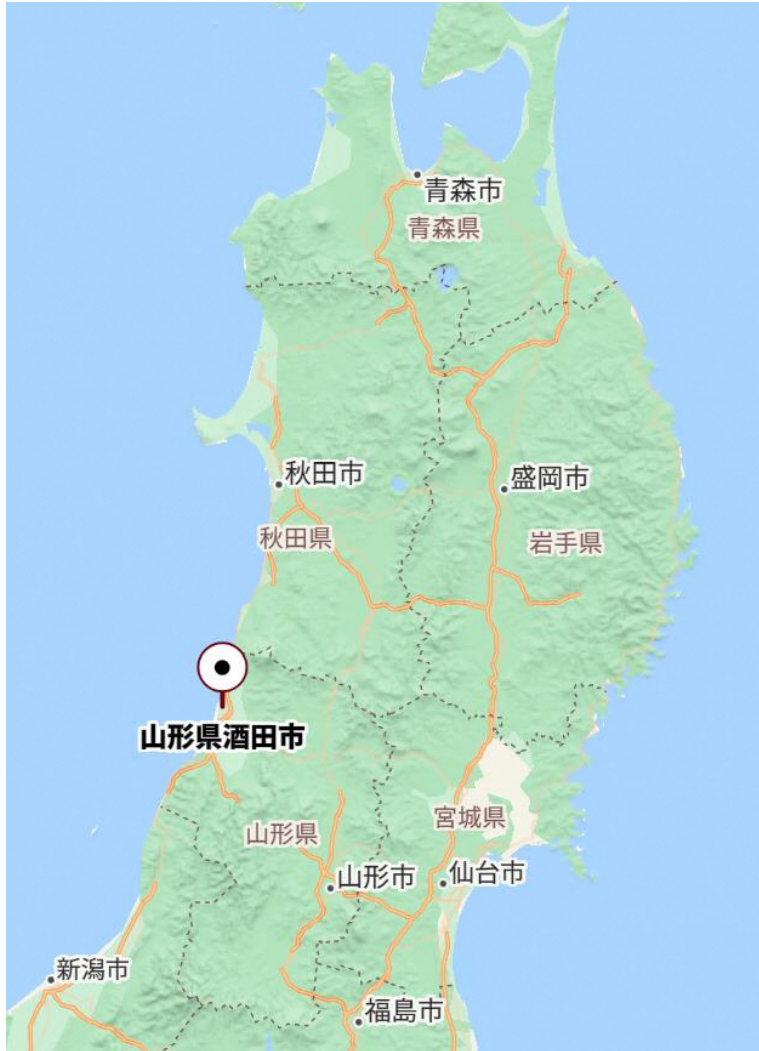 青森市
青森県
秋田市
盛岡市
秋田県
岩手県
山形県酒田市
宮城県
山形県
山形市
仙台市
新潟市
福島市